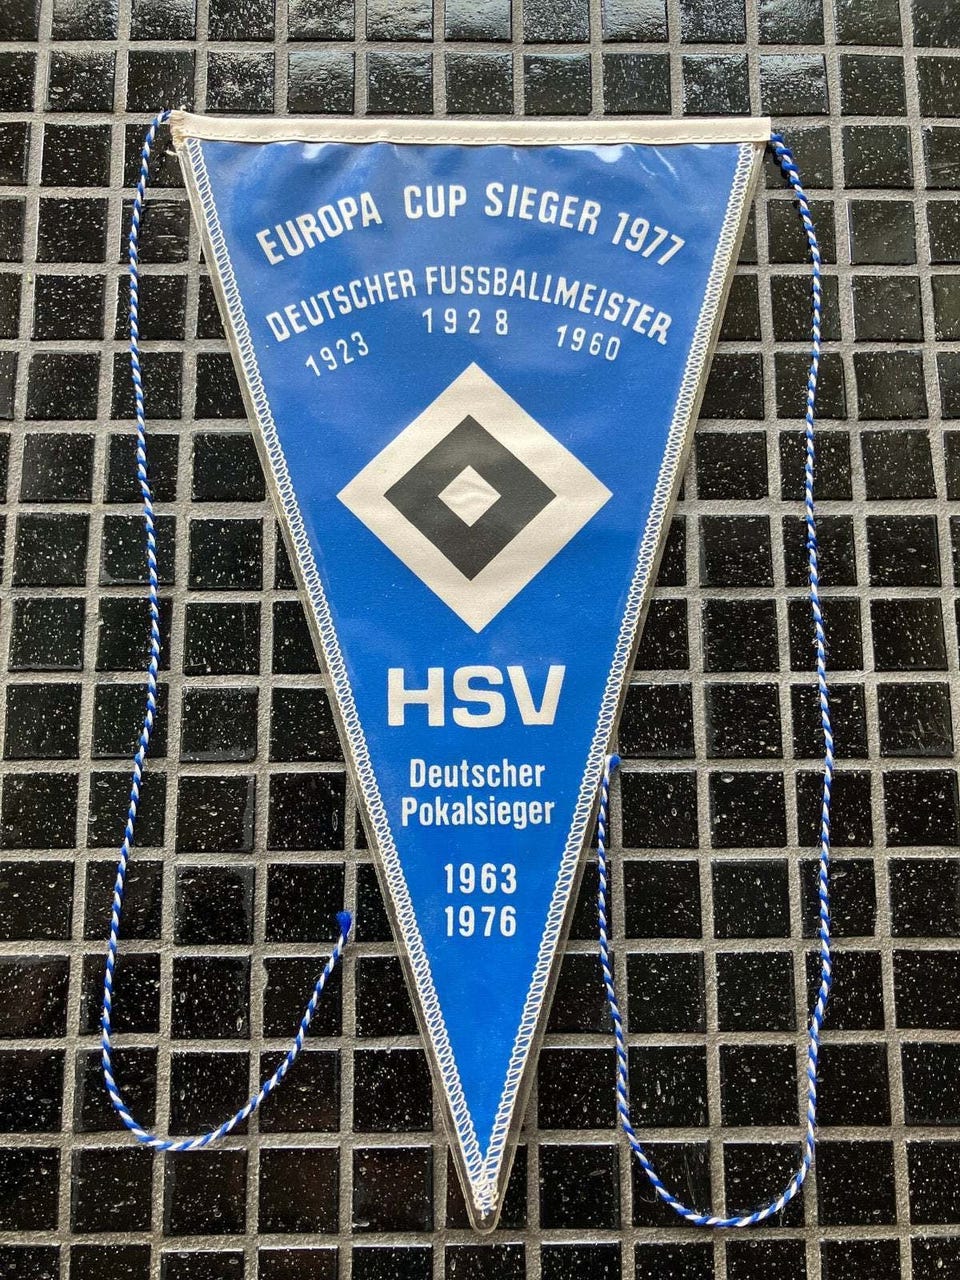 EUROPA CUP SIEGER 1977
DEUTSCHER FUSSBALLMEISTER
1923 1928 1960
HSV
Deutscher
Pokalsieger
1963
1976